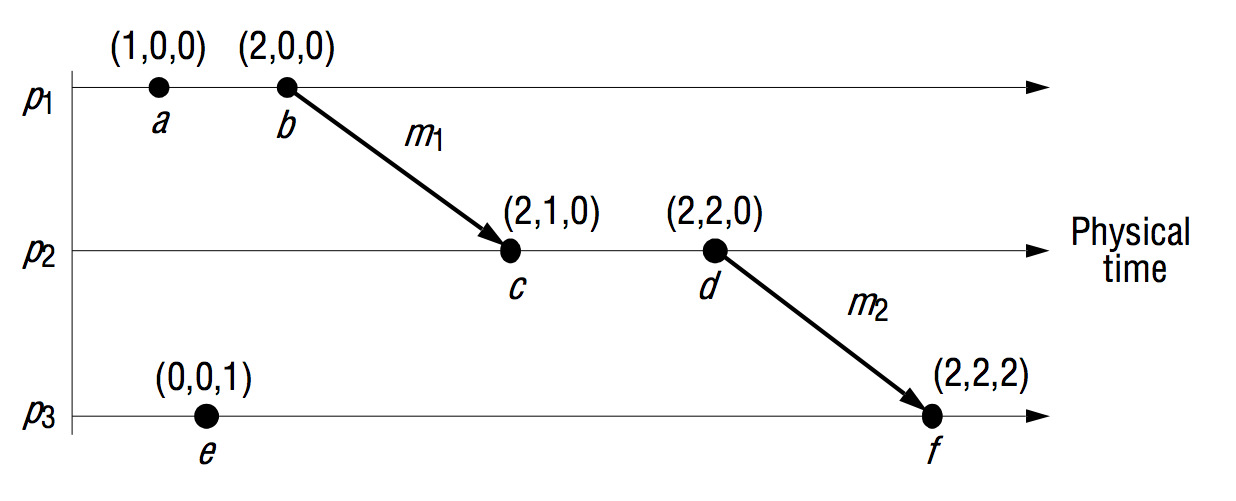 (1,0,0) (2,0,0)
p1
a b m1
(2,1,0) (2,2,0)
p2
Physical
time
c d m2
(0,0,1) (2,2,2)
p3
e f